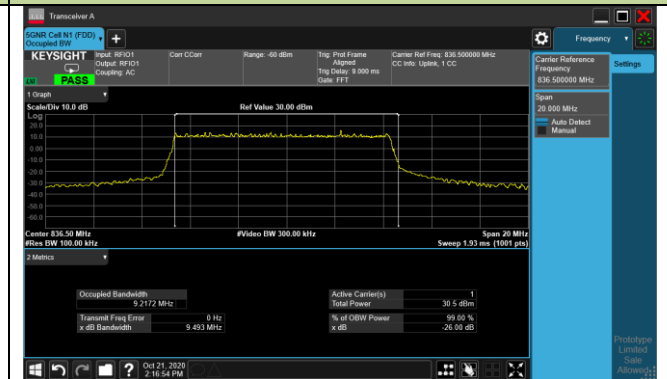 Transceiver A
5GNR Cell N1 (FDD)
Occupied BW
Frequency
KEYSIGHT
PASS
Input: RFIO1
Output: RFIO1
Coupling: AC
Corr CCorr
Range: -60 dBm
Trig: Prot Frame
Aligned
Trig Delay: 9.000 ms
Gate: FFT
Carrier Ref Freq: 836.500000 MHz
CC Info: Uplink, 1 CC
Carrier Reference
Frequency
836.500000 MHz
Settings
Span
20.000 MHz
Auto Detect
Manual
1 Graph
Scale/Div 10.0 dB
Ref Value 30.00 dBm
Log
20.0
10.0
0.00
-10.0
-20.0
-30.0
-40.0
-50.0
-60.0
Center 836.50 MHz
#Video BW 300.00 kHz
Span 20 MHz
#Res BW 100.00 kHz
Sweep 1.93 ms (1001 pts)
2 Metrics
Occupied Bandwidth
9.2172 MHz
Active Carrier(s) 1
Total Power 30.5 dBm
Transmit Freq Error 0 Hz
x dB Bandwidth 9.493 MHz
% of OBW Power 99.00 %
x dB -26.00 dB
Prototype
Limited
Sale
Allowed
Oct 21, 2020
2:16:54 PM